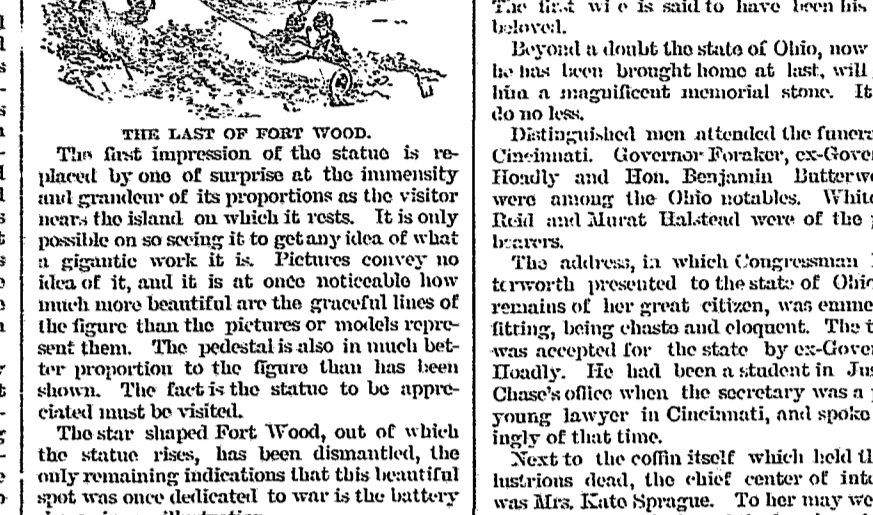 THE LAST OF FORT WOOD.
The first impression of the statue is re-
placed by one of surprise at the immensity
and grandeur of its proportions as the visitor
nears the island on which it rests. It is only
possible on so seeing it to get any idea of what
a gigantic work it is. Pictures convey no
idea of it, and it is at once noticeable how
much more beautiful are the graceful lines of
the figure than the pictures or models repre-
sent them. The pedestal is also in much bet-
ter proportion to the figure than has been
shown. The fact is the statue to be appre-
ciated must be visited.
The star shaped Fort Wood, out of which
the statue rises, has been dismantled, the
only remaining indications that this beautiful
spot was once dedicated to war is the battery
The first wife is said to have been his
beloved.
Beyond a doubt the state of Ohio, now
he has been brought home at last, will
him a magnificent memorial stone. It
do no less.
Distinguished men attended the funera
Cincinnati. Governor Foraker, ex-Gove
Hoadly and Hon. Benjamin Butterw
were among the Ohio notables. White
Reid and Murat Halstead were of the
bearers.
The address, in which Congressman
terworth presented to the state of Ohio
remains of her great citizen, was emine
fitting, being chaste and eloquent. The t
was accepted for the state by ex-Gove
Hoadly. He had been a student in Jus
Chase's office when the secretary was a
young lawyer in Cincinnati, and spoke
ingly of that time.
Next to the coffin itself which held th
lustrious dead, the chief center of inte
was Mrs. Kate Sprague. To her may we